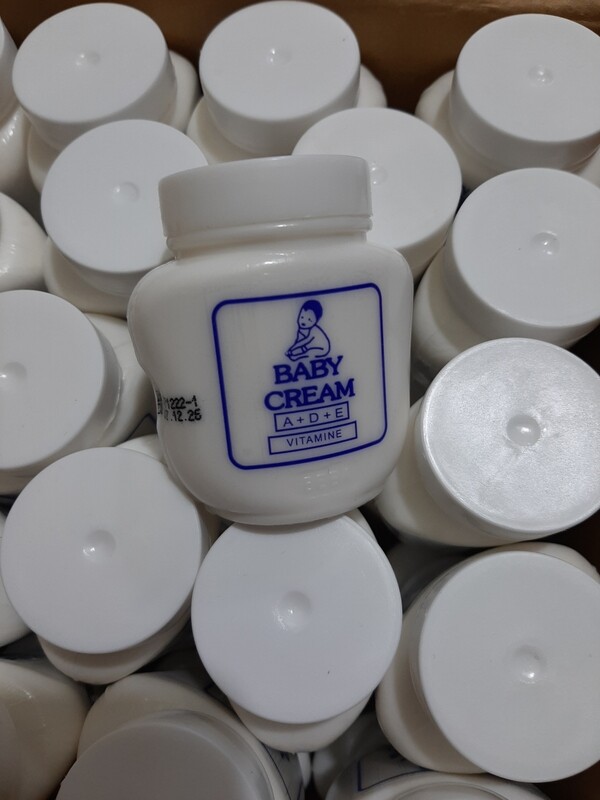 BABY
CREAM
A + D + E
VITAMINE